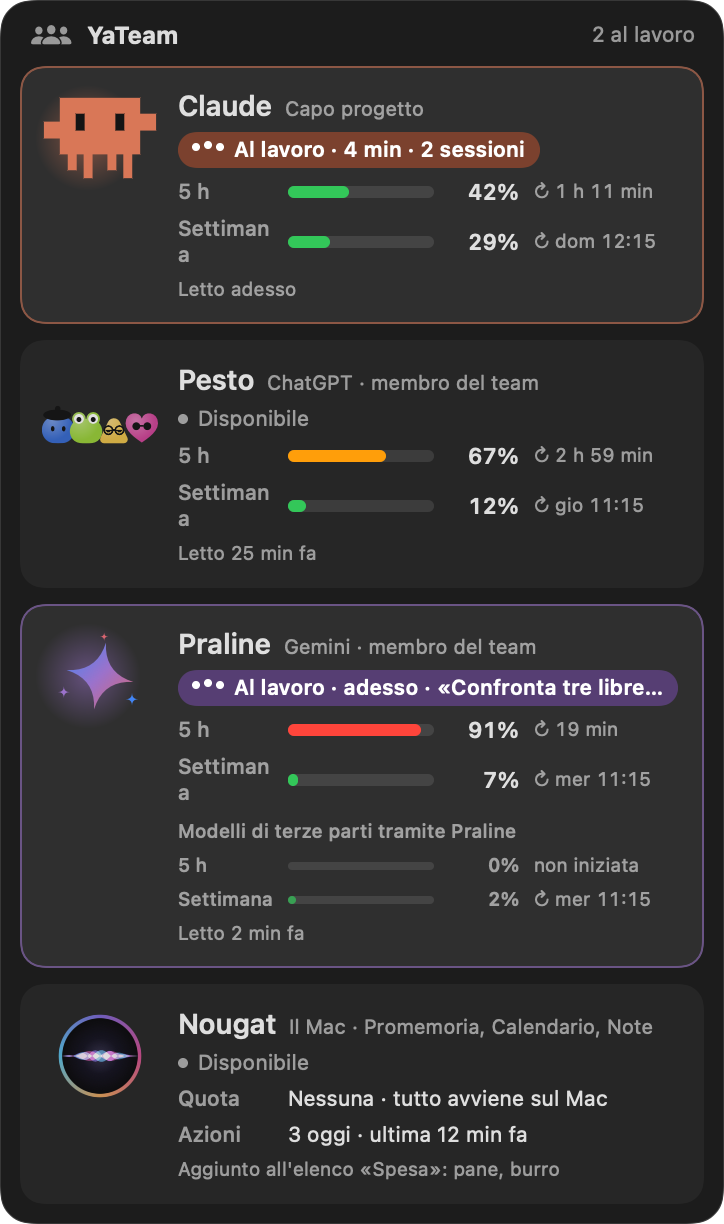 YaTeam 2 al lavoro
Claude Capo progetto
Al lavoro · 4 min · 2 sessioni
5 h 42% ↻ 1 h 11 min
Settiman
a 29% ↻ dom 12:15
Letto adesso
Pesto ChatGPT · membro del team
Disponibile
5 h 67% ↻ 2 h 59 min
Settiman
a 12% ↻ gio 11:15
Letto 25 min fa
Praline Gemini · membro del team
Al lavoro · adesso · «Confronta tre libre...
5 h 91% ↻ 19 min
Settiman
a 7% ↻ mer 11:15
Modelli di terze parti tramite Praline
5 h 0% non iniziata
Settimana 2% ↻ mer 11:15
Letto 2 min fa
Nougat Il Mac · Promemoria, Calendario, Note
Disponibile
Quota Nessuna · tutto avviene sul Mac
Azioni 3 oggi · ultima 12 min fa
Aggiunto all'elenco «Spesa»: pane, burro